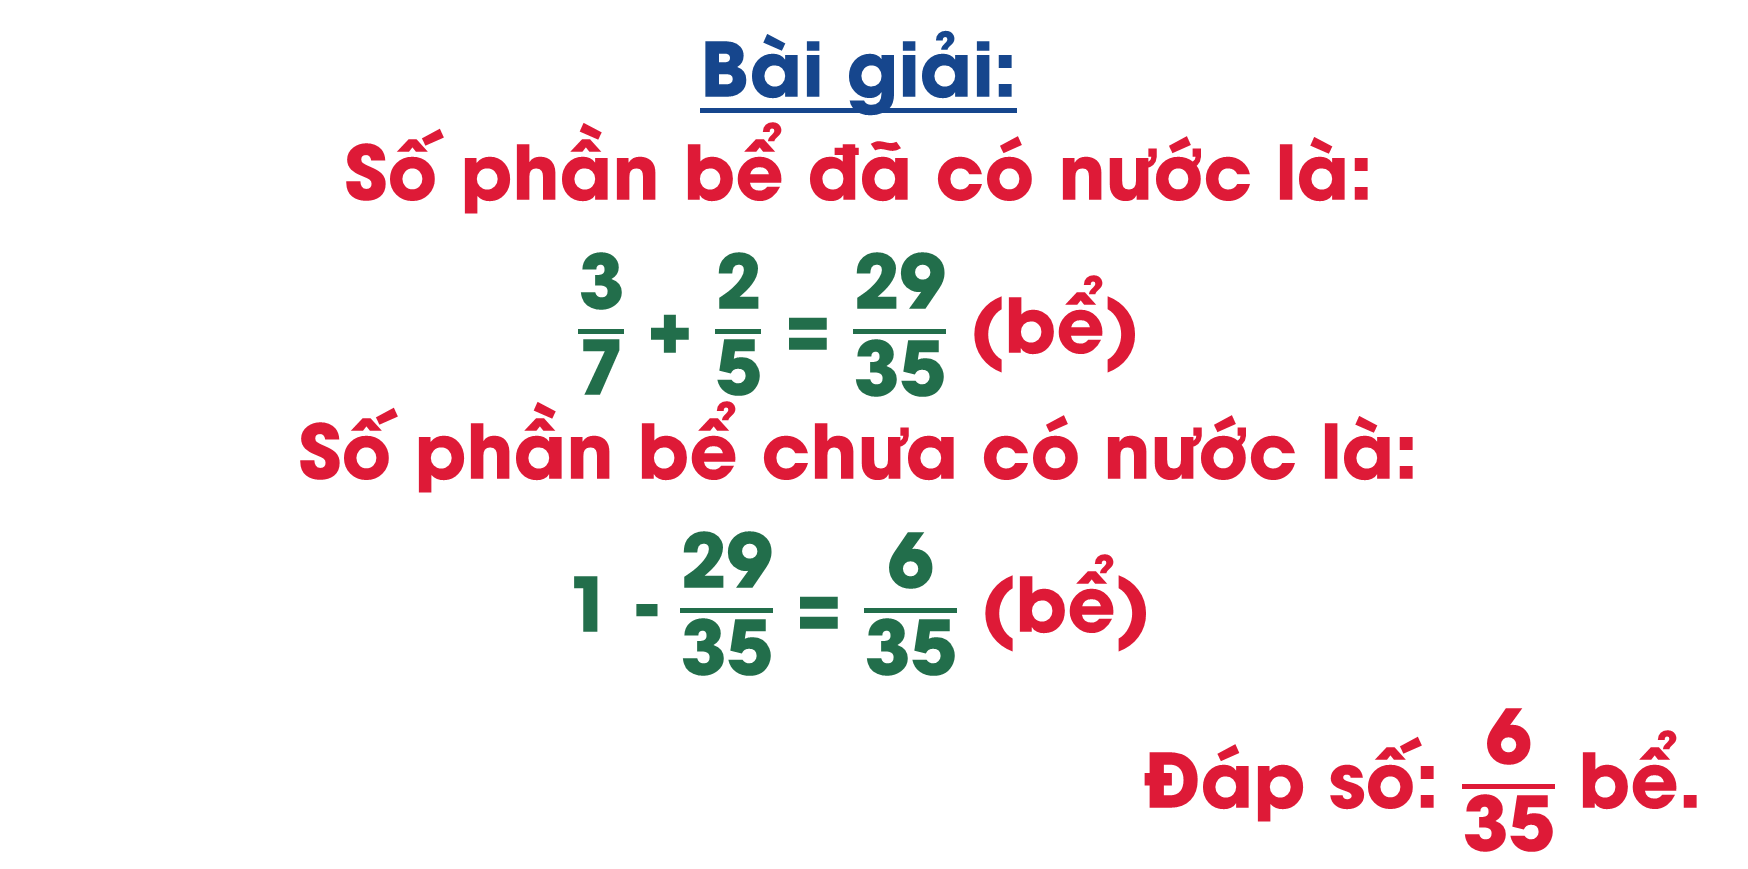 Bài giải:
Số phần bể đã có nước là:
3/7 + 2/5 = 29/35 (bể)
Số phần bể chưa có nước là:
1 - 29/35 = 6/35 (bể)
Đáp số: 6/35 bể.